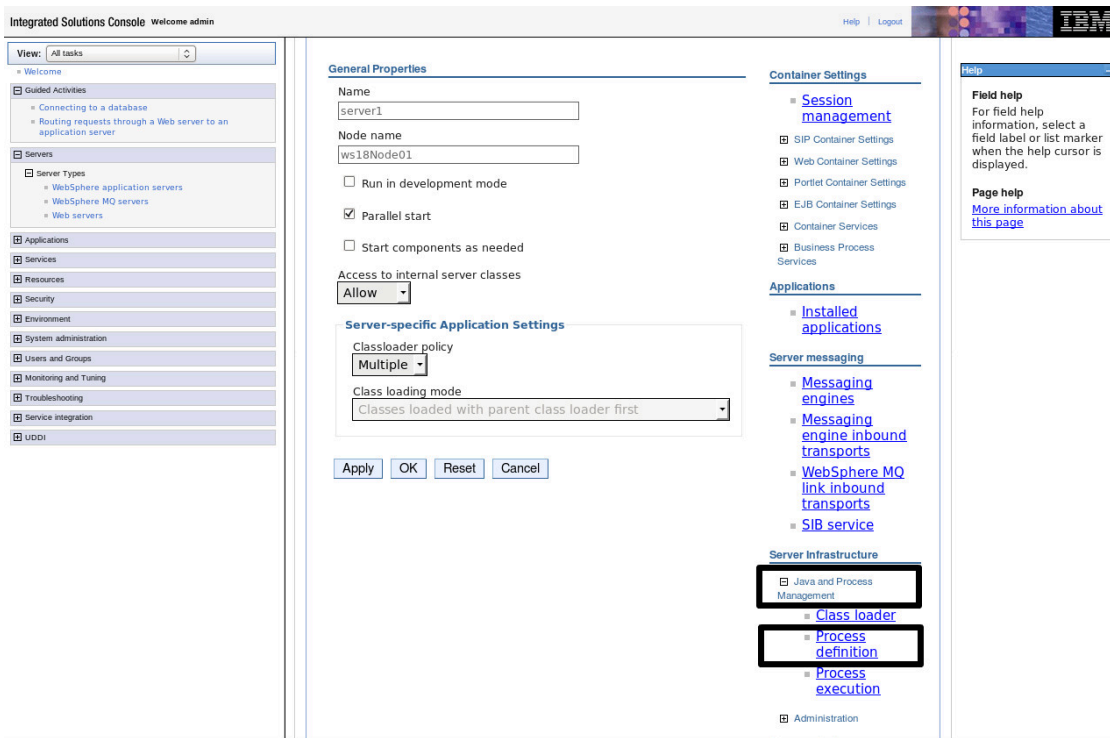 Integrated Solutions Console Welcome admin
Help | Logout
IBM
View: All tasks
Welcome
Guided Activities
Connecting to a database
Routing requests through a Web server to an
application server
Servers
Server Types
WebSphere application servers
WebSphere MQ servers
Web servers
Applications
Services
Resources
Security
Environment
System administration
Users and Groups
Monitoring and Tuning
Troubleshooting
Service integration
UDDI
General Properties
Name
server1
Node name
ws18Node01
Run in development mode
Parallel start
Start components as needed
Access to internal server classes
Allow
Server-specific Application Settings
Classloader policy
Multiple
Class loading mode
Classes loaded with parent class loader first
Apply OK Reset Cancel
Container Settings
Session
management
SIP Container Settings
Web Container Settings
Portlet Container Settings
EJB Container Settings
Container Services
Business Process
Services
Applications
Installed
applications
Server messaging
Messaging
engines
Messaging
engine inbound
transports
WebSphere MQ
link inbound
transports
SIB service
Server Infrastructure
Java and Process
Management
Class loader
Process
definition
Process
execution
Administration
Help
Field help
For field help
information, select a
field label or list marker
when the help cursor is
displayed.
Page help
More information about
this page